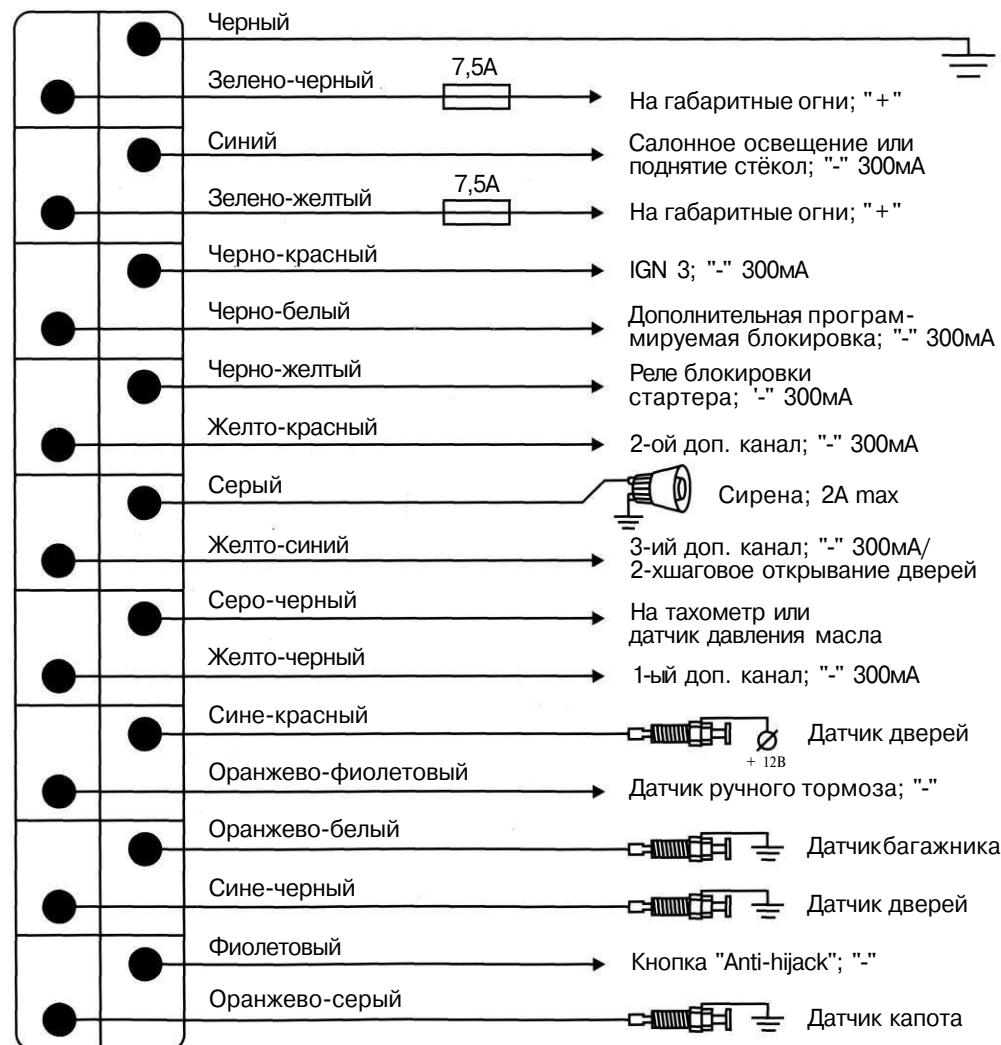 Черный
Зелено-черный
7,5А
На габаритные огни; "+"
Синий
Салонное освещение или
поднятие стёкол; "-" 300мА
Зелено-желтый
7,5А
На габаритные огни; "+"
Черно-красный
IGN 3; "-" 300мА
Черно-белый
Дополнительная програм-
мируемая блокировка; "-" 300мА
Черно-желтый
Реле блокировки
стартера; '-" 300мА
Желто-красный
2-ой доп. канал; "-" 300мА
Серый
Сирена; 2А max
Желто-синий
3-ий доп. канал; "-" 300мА/
2-хшаговое открывание дверей
Серо-черный
На тахометр или
датчик давления масла
Желто-черный
1-ый доп. канал; "-" 300мА
Сине-красный
+ 12В
Датчик дверей
Оранжево-фиолетовый
Датчик ручного тормоза; "-"
Оранжево-белый
Датчик багажника
Сине-черный
Датчик дверей
Фиолетовый
Кнопка "Anti-hijack"; "-"
Оранжево-серый
Датчик капота